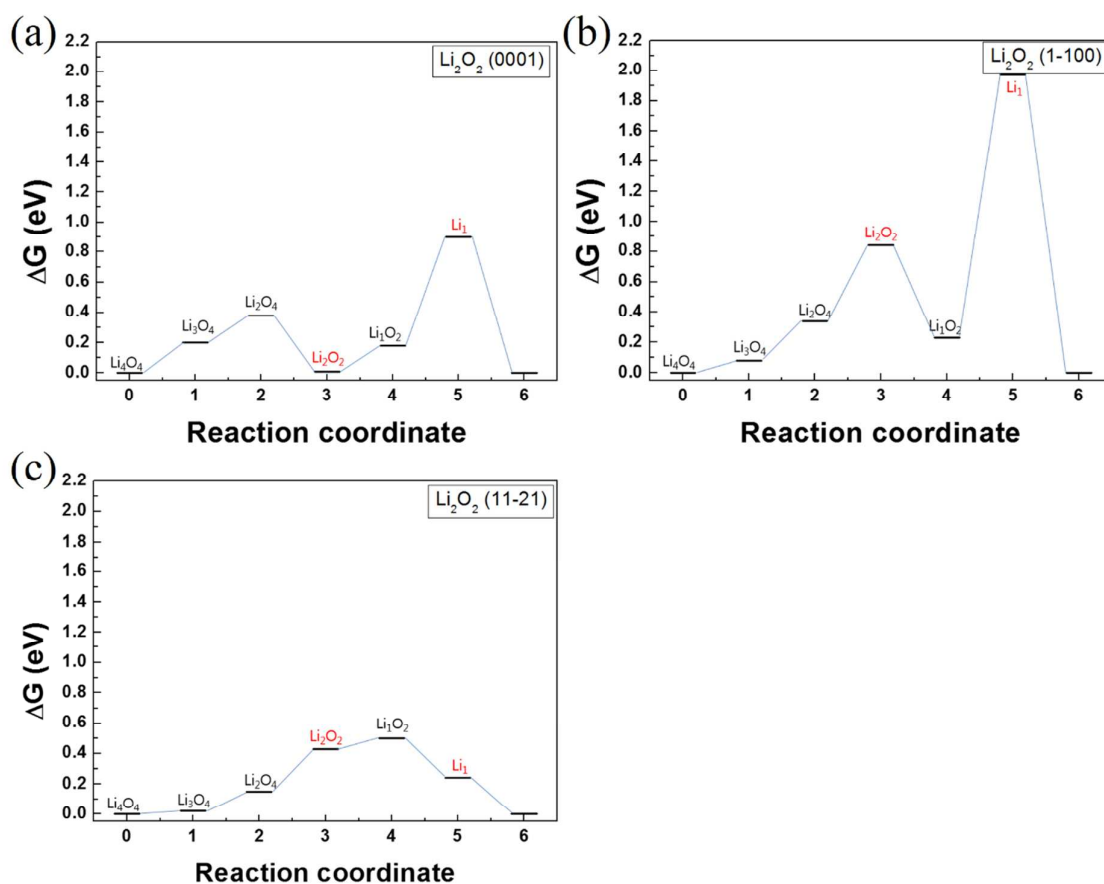 (a)
Li₂O₂ (0001)
2.2
2.0
1.8
1.6
1.4
1.2
1.0
0.8
0.6
0.4
0.2
0.0
ΔG (eV)
Li₄O₄
Li₃O₄
Li₂O₄
Li₂O₂
Li₁O₂
Li₁
0 1 2 3 4 5 6
Reaction coordinate
(b)
Li₂O₂ (1-100)
2.2
2.0
1.8
1.6
1.4
1.2
1.0
0.8
0.6
0.4
0.2
0.0
ΔG (eV)
Li₄O₄
Li₃O₄
Li₂O₄
Li₂O₂
Li₁O₂
Li₁
0 1 2 3 4 5 6
Reaction coordinate
(c)
Li₂O₂ (11-21)
2.2
2.0
1.8
1.6
1.4
1.2
1.0
0.8
0.6
0.4
0.2
0.0
ΔG (eV)
Li₄O₄
Li₃O₄
Li₂O₄
Li₂O₂
Li₁O₂
Li₁
0 1 2 3 4 5 6
Reaction coordinate